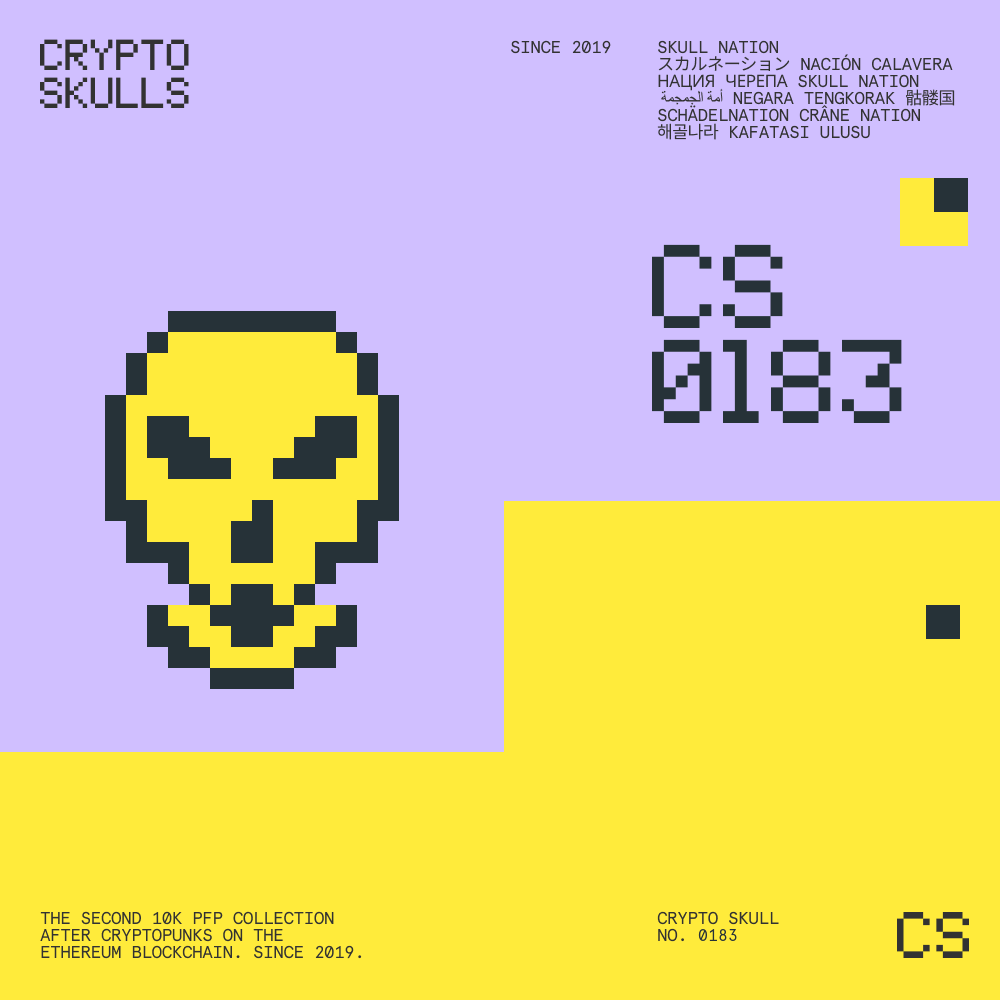 CRYPTO
SKULLS
SINCE 2019
SKULL NATION
スカルネーション NACIÓN CALAVERA
НАЦИЯ ЧЕРЕПА SKULL NATION
أمة الجمجمة NEGARA TENGKORAK 骷髅国
SCHÄDELNATION CRÂNE NATION
해골나라 KAFATASI ULUSU
CS
0183
THE SECOND 10K PFP COLLECTION
AFTER CRYPTOPUNKS ON THE
ETHEREUM BLOCKCHAIN. SINCE 2019.
CRYPTO SKULL
NO. 0183
CS